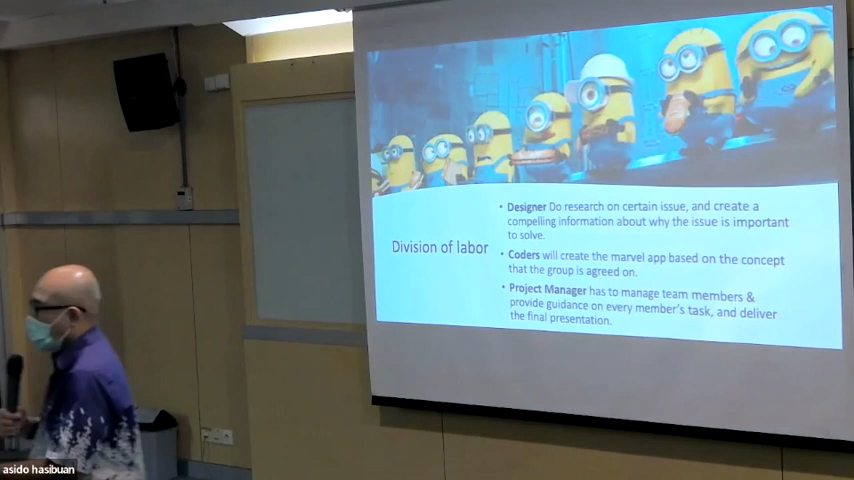 Division of labor
• Designer Do research on certain issue, and create a
compelling information about why the issue is important
to solve.
• Coders will create the marvel app based on the concept
that the group is agreed on.
• Project Manager has to manage team members &
provide guidance on every member's task, and deliver
the final presentation.
asido hasibuan